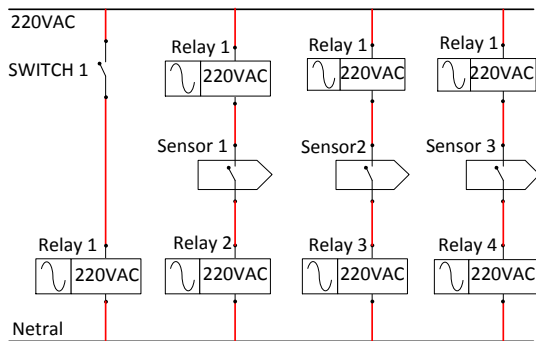 220VAC
SWITCH 1
Relay 1
220VAC
Relay 1
220VAC
Relay 1
220VAC
Sensor 1
Sensor2
Sensor 3
Relay 1
220VAC
Relay 2
220VAC
Relay 3
220VAC
Relay 4
220VAC
Netral